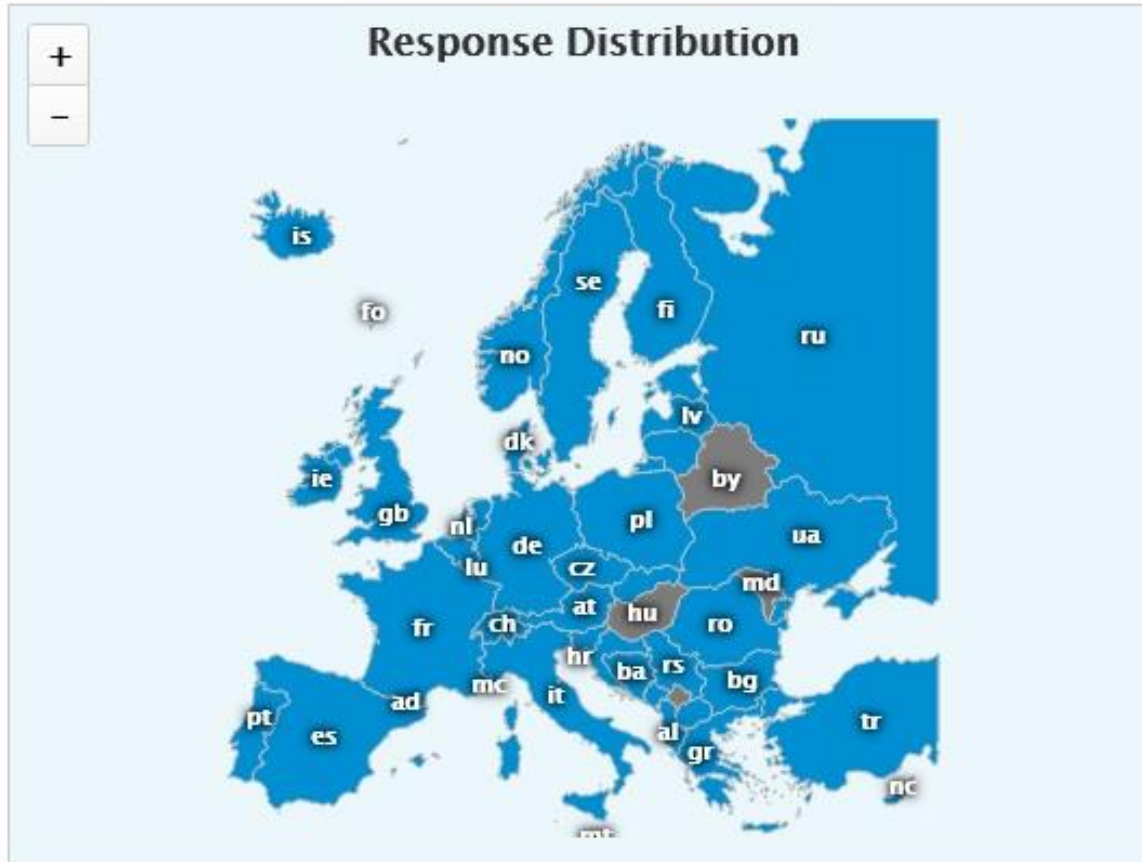 Response Distribution
+
−
is
fo
se
fi
no
ru
lv
dk
ie
by
gb
nl
pl
de
ua
lu
cz
md
at
hu
ch
fr
ro
hr
rs
ba
mc
bg
it
ad
pt
es
al
tr
gr
nc
mt